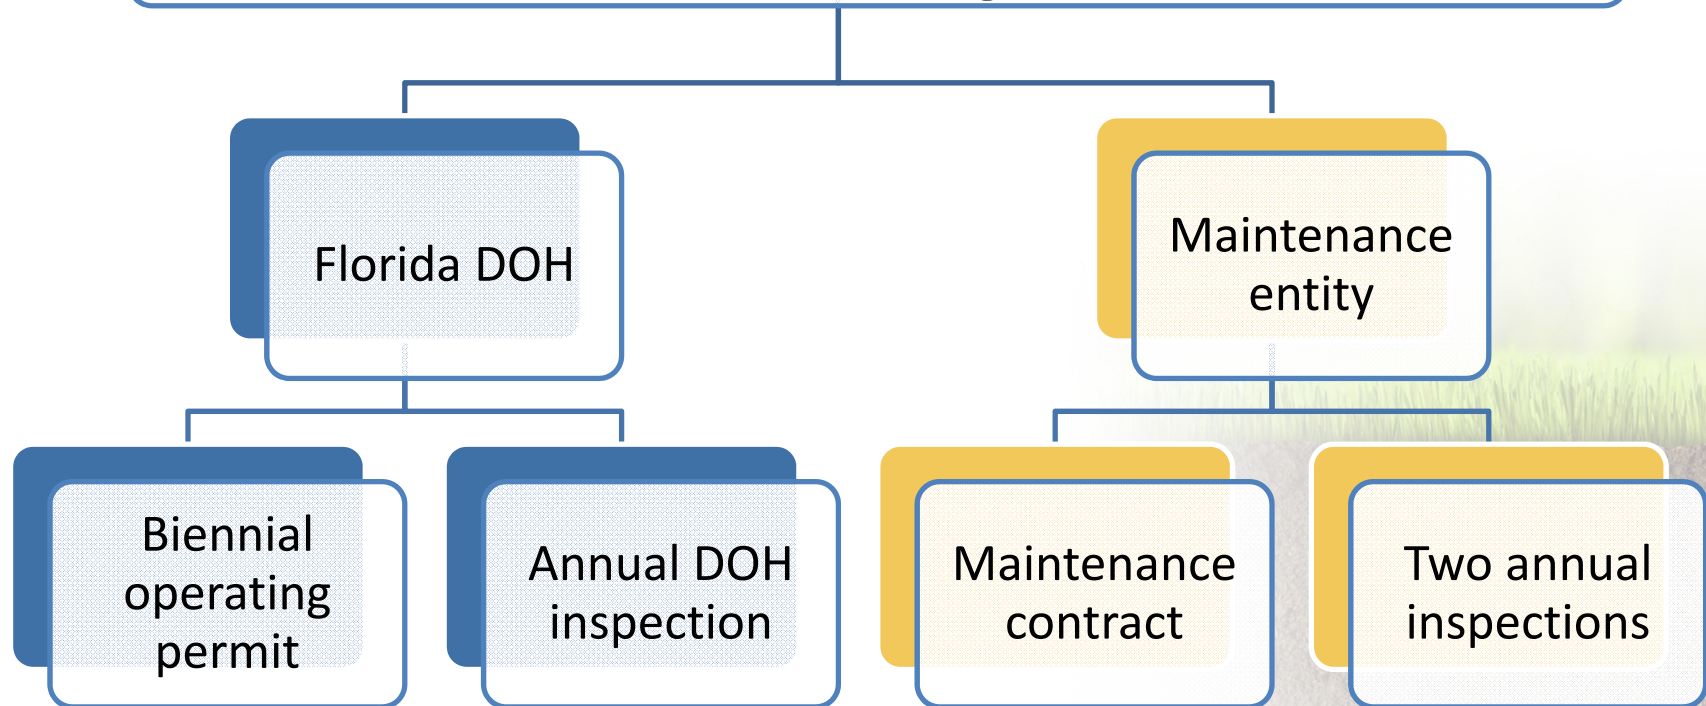 Florida DOH
Maintenance
entity
Biennial
operating
permit
Annual DOH
inspection
Maintenance
contract
Two annual
inspections